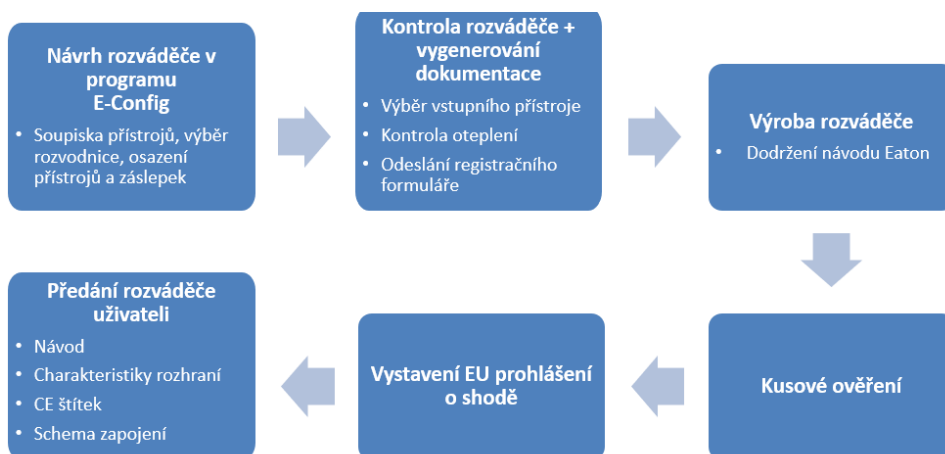 Návrh rozváděče v
programu
E-Config
• Soupiska přístrojů, výběr
rozvodnice, osazení
přístrojů a záslepek
Kontrola rozváděče +
vygenerování
dokumentace
• Výběr vstupního přístroje
• Kontrola oteplení
• Odeslání registračního
formuláře
Výroba rozváděče
• Dodržení návodu Eaton
Kusové ověření
Vystavení EU prohlášení
o shodě
Předání rozváděče
uživateli
• Návod
• Charakteristiky rozhraní
• CE štítek
• Schema zapojení